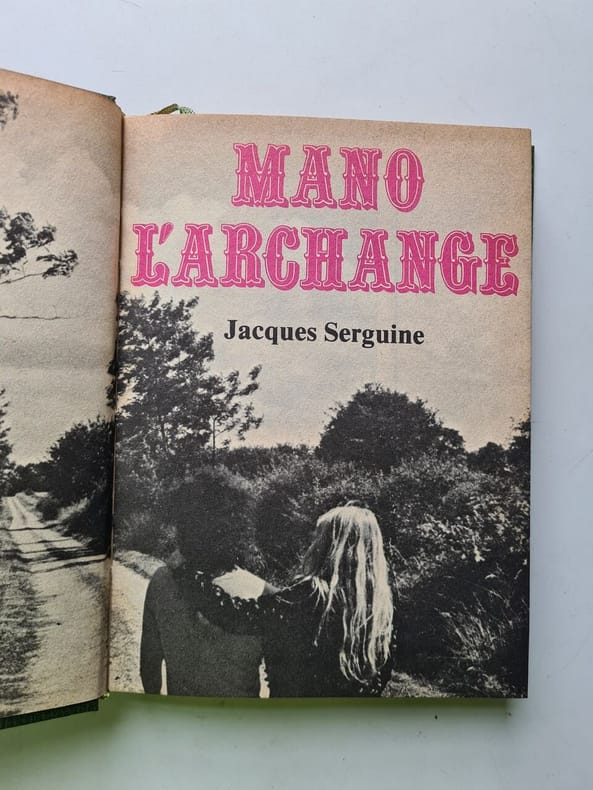 MANO
L'ARCHANGE
Jacques Serguine